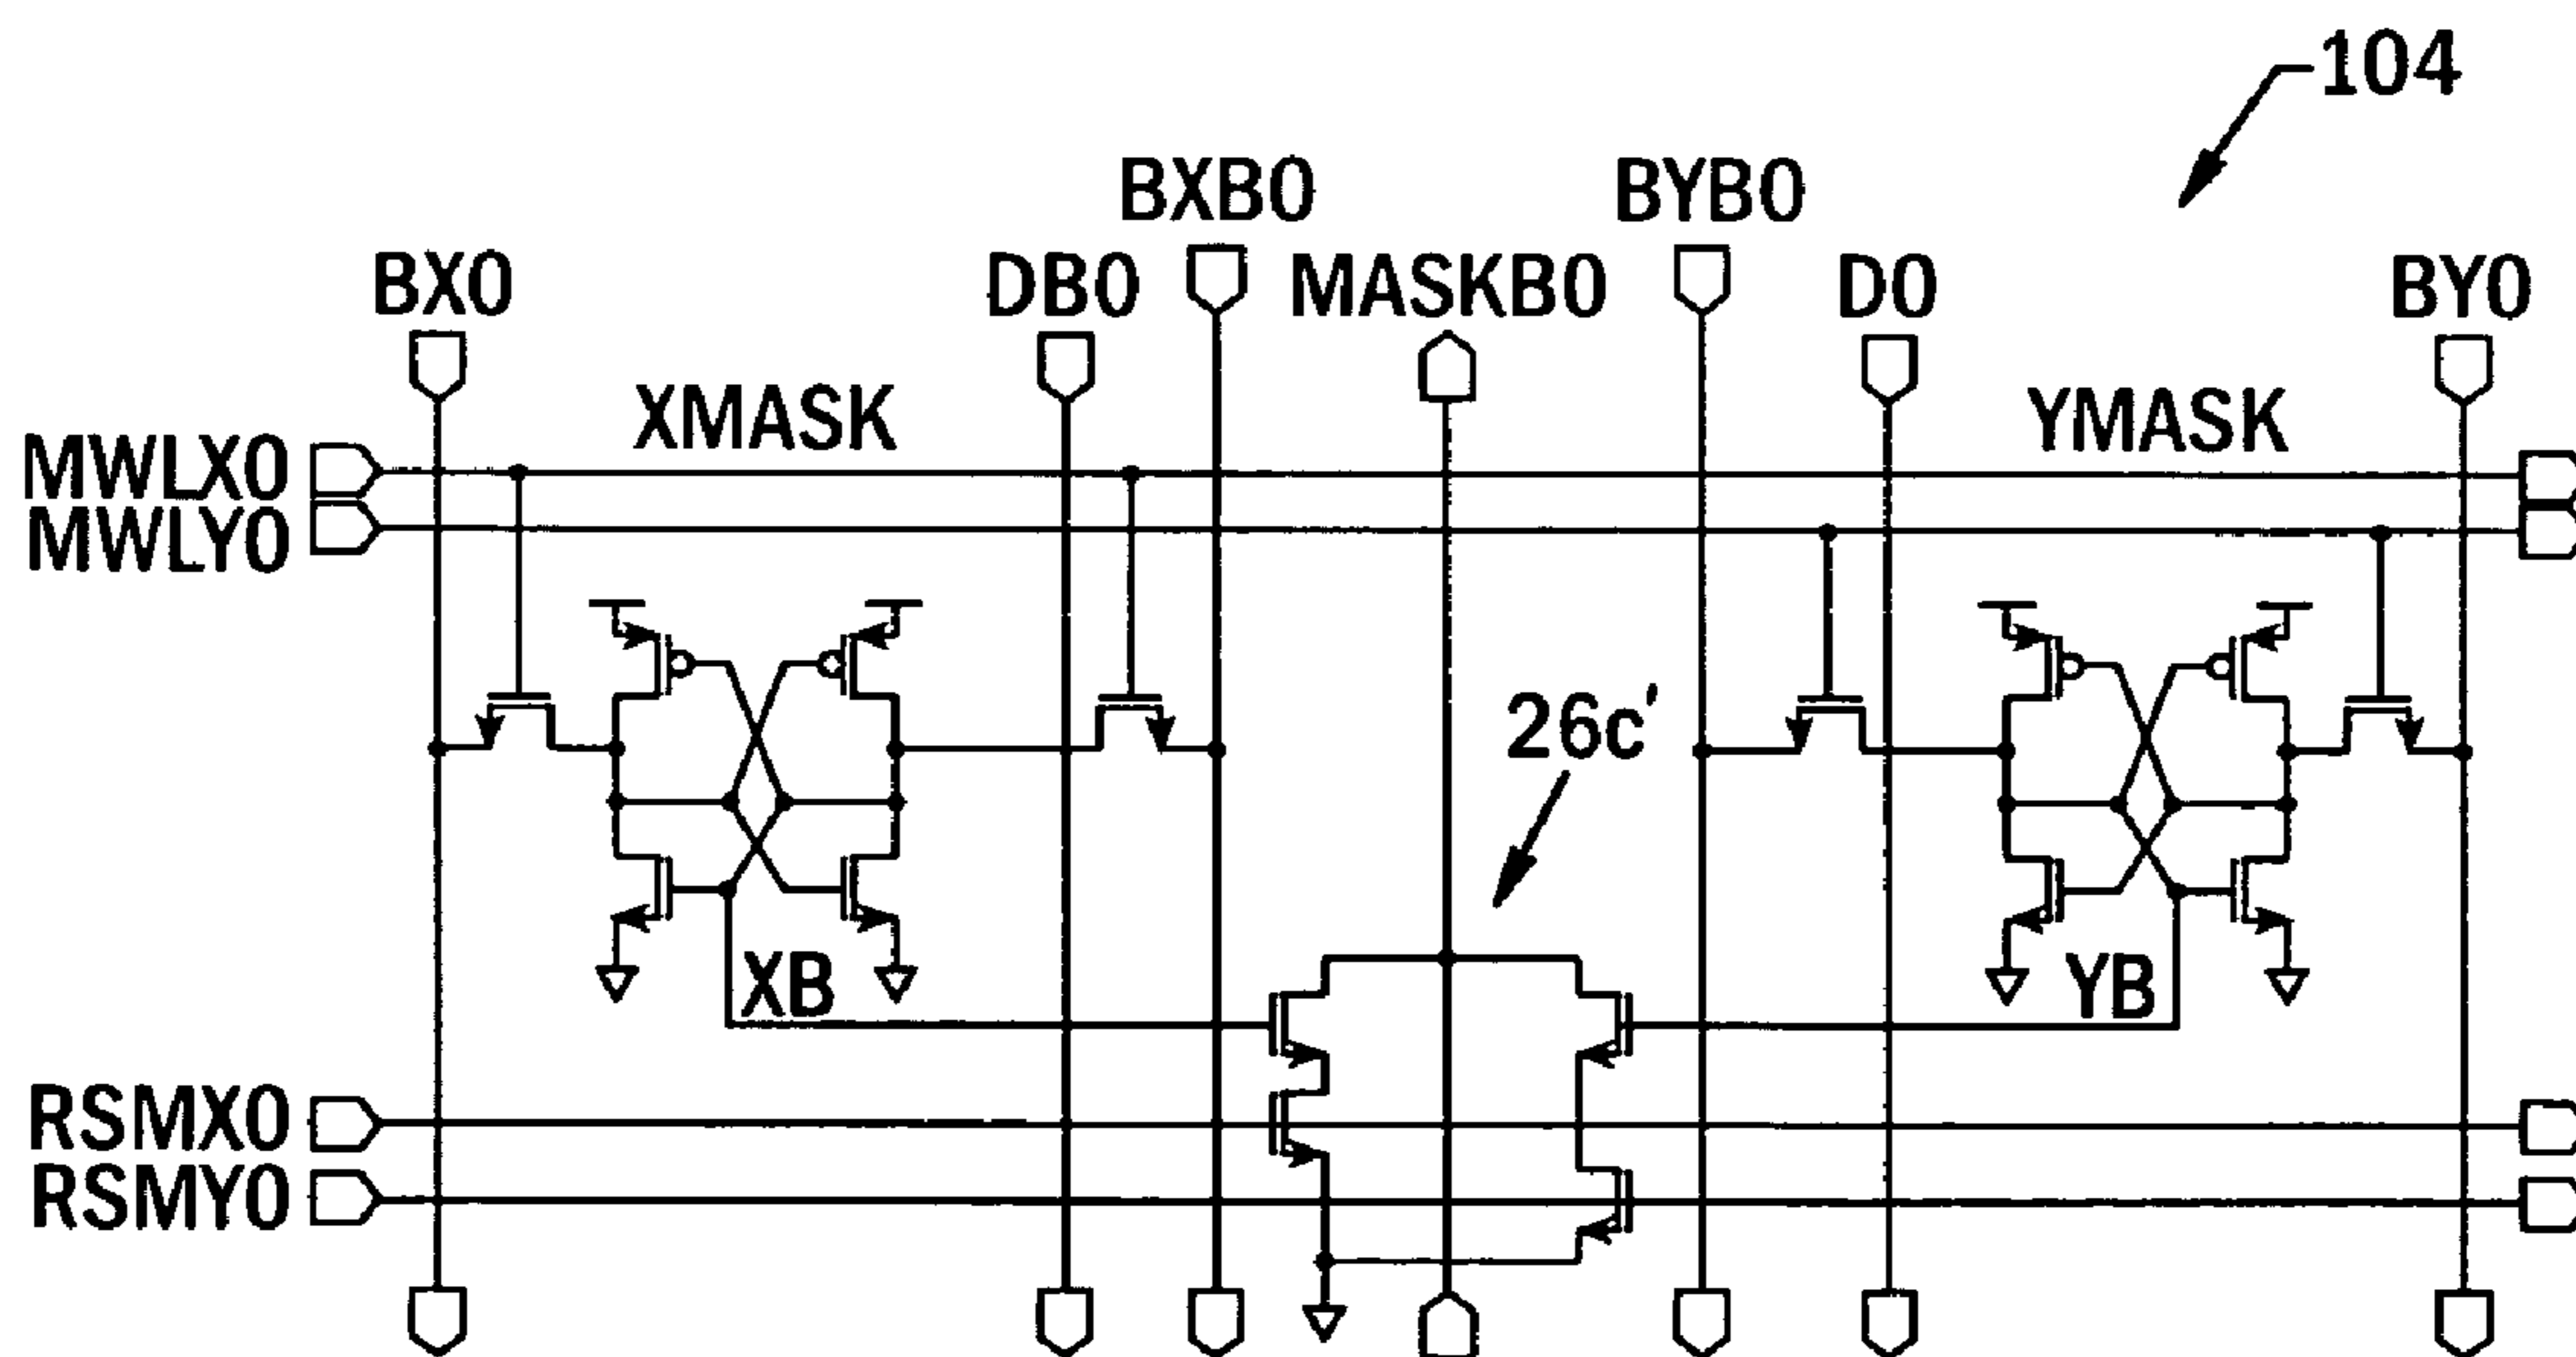 104
BXB0 BYB0
BX0 DB0 MASKB0 D0 BY0
XMASK YMASK
MWLX0
MWLY0
26c'
XB YB
RSMX0
RSMY0